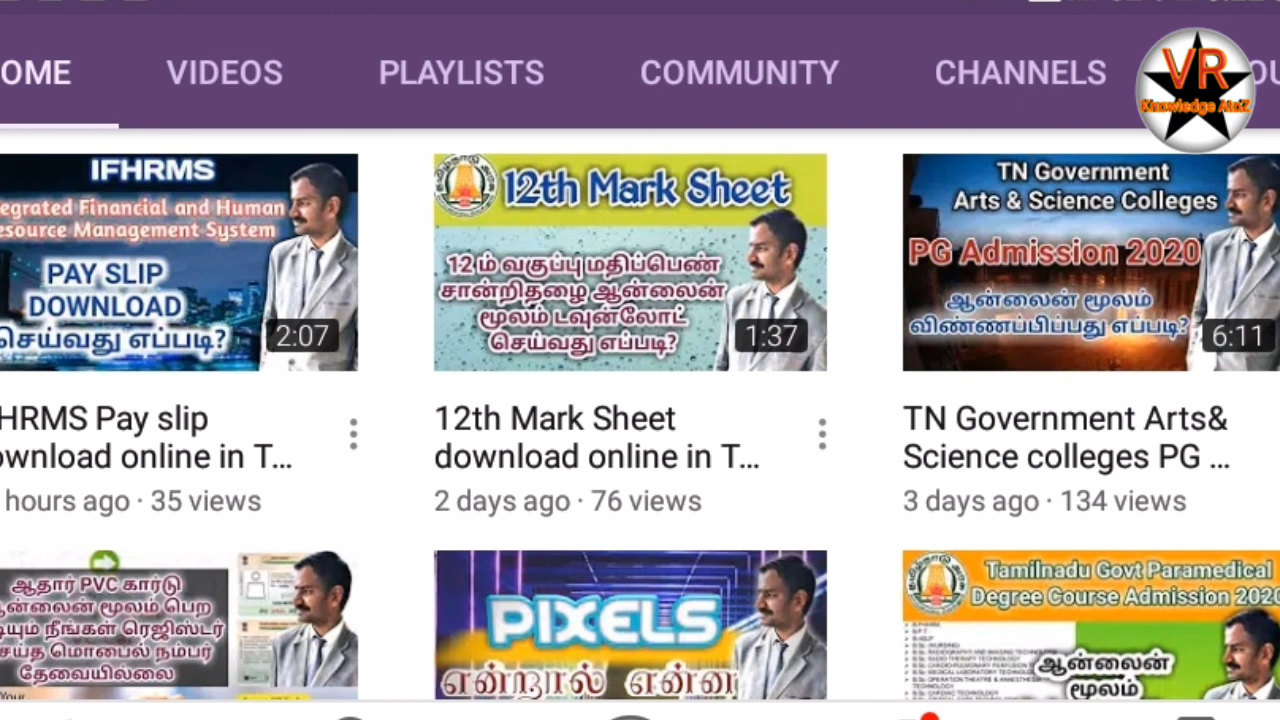 OME VIDEOS PLAYLISTS COMMUNITY CHANNELS OU
VR
Knowledge AtoZ
IFHRMS
egrated Financial and Human
esource Management System
PAY SLIP
DOWNLOAD
செய்வது எப்படி?
2:07
12th Mark Sheet
12 ம் வகுப்பு மதிப்பெண்
சான்றிதழை ஆன்லைன்
மூலம் டவுன்லோட்
செய்வது எப்படி?
1:37
TN Government
Arts & Science Colleges
PG Admission 2020
ஆன்லைன் மூலம்
விண்ணப்பிப்பது எப்படி?
6:11
HRMS Pay slip
ownload online in T...
hours ago · 35 views
12th Mark Sheet
download online in T...
2 days ago · 76 views
TN Government Arts&
Science colleges PG ...
3 days ago · 134 views
ஆதார் PVC கார்டு
ன்லைன் மூலம் பெற
யும் நீங்கள் ரெஜிஸ்டர்
செய்த மொபைல் நம்பர்
தேவையில்லை
Your
PIXELS
என்றால் என்ன
Tamilnadu Govt Paramedical
Degree Course Admission 2020
ஆன்லைன்
மூலம்